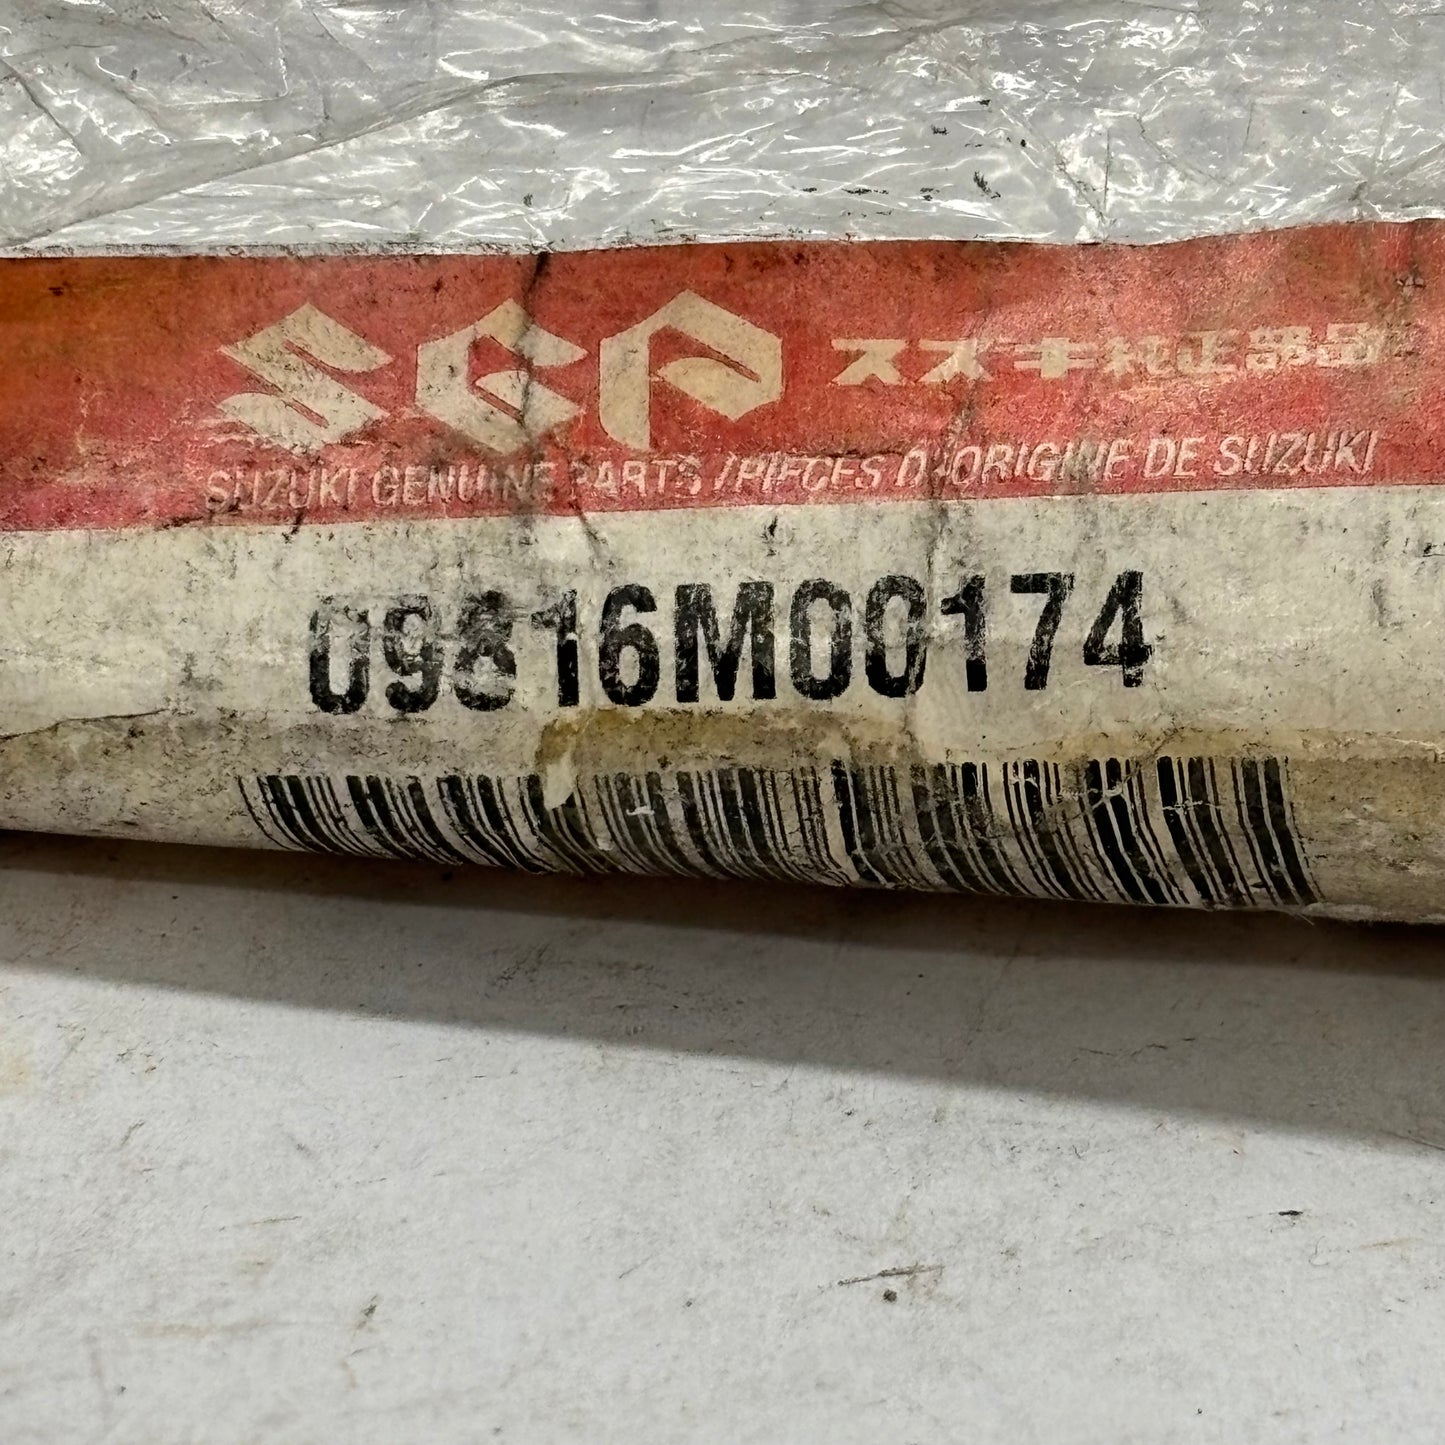 SGP スズキ純正部品
SUZUKI GENUINE PARTS / PIECES D'ORIGINE DE SUZUKI
09816M00174